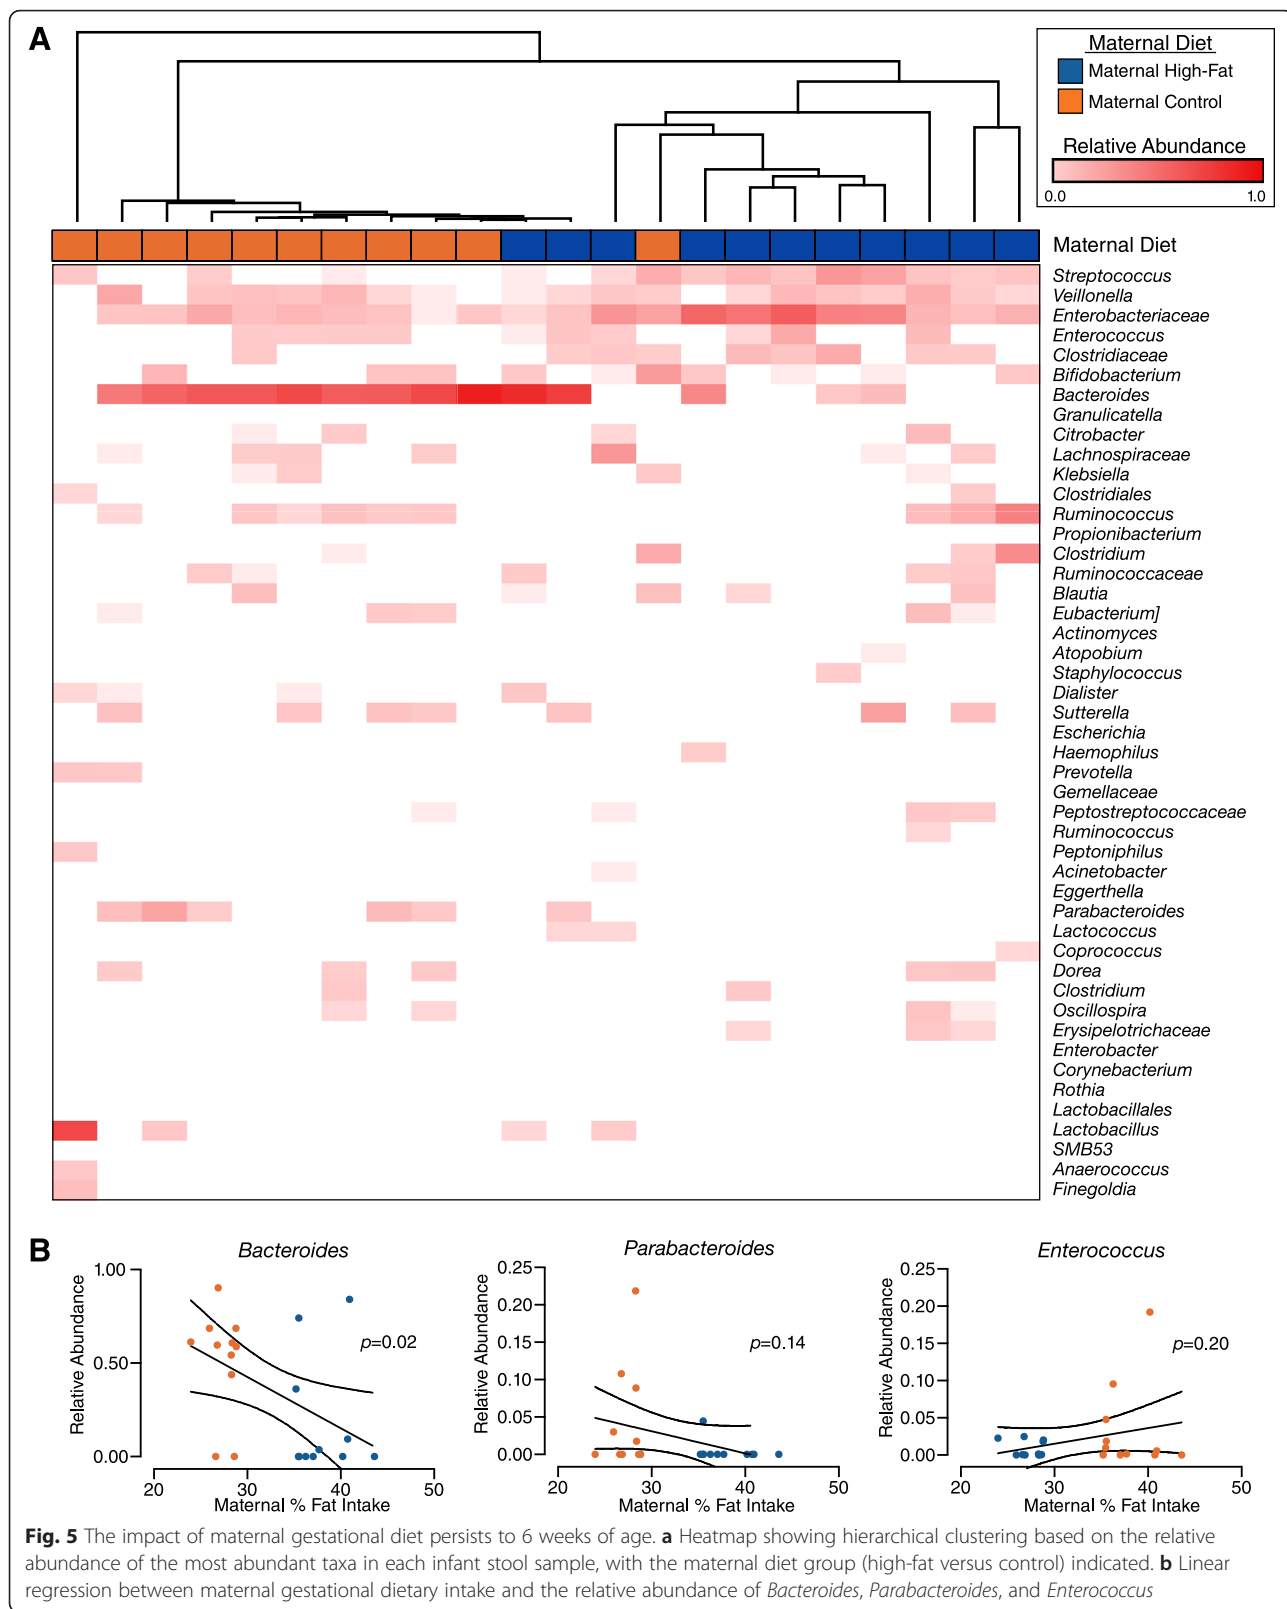 A
Maternal Diet
Maternal High-Fat
Maternal Control
Relative Abundance
0.0 1.0
Maternal Diet
Streptococcus
Veillonella
Enterobacteriaceae
Enterococcus
Clostridiaceae
Bifidobacterium
Bacteroides
Granulicatella
Citrobacter
Lachnospiraceae
Klebsiella
Clostridiales
Ruminococcus
Propionibacterium
Clostridium
Ruminococcaceae
Blautia
Eubacterium]
Actinomyces
Atopobium
Staphylococcus
Dialister
Sutterella
Escherichia
Haemophilus
Prevotella
Gemellaceae
Peptostreptococcaceae
Ruminococcus
Peptoniphilus
Acinetobacter
Eggerthella
Parabacteroides
Lactococcus
Coprococcus
Dorea
Clostridium
Oscillospira
Erysipelotrichaceae
Enterobacter
Corynebacterium
Rothia
Lactobacillales
Lactobacillus
SMB53
Anaerococcus
Finegoldia
B
Bacteroides
Relative Abundance
1.00
0.50
0.00
p=0.02
20 30 40 50
Maternal % Fat Intake
Parabacteroides
Relative Abundance
0.25
0.20
0.15
0.10
0.05
0.00
p=0.14
20 30 40 50
Maternal % Fat Intake
Enterococcus
Relative Abundance
0.25
0.20
0.15
0.10
0.05
0.00
p=0.20
20 30 40 50
Maternal % Fat Intake
Fig. 5 The impact of maternal gestational diet persists to 6 weeks of age. a Heatmap showing hierarchical clustering based on the relative
abundance of the most abundant taxa in each infant stool sample, with the maternal diet group (high-fat versus control) indicated. b Linear
regression between maternal gestational dietary intake and the relative abundance of Bacteroides, Parabacteroides, and Enterococcus